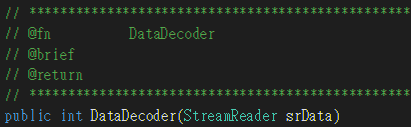 // **************************************************
// @fn DataDecoder
// @brief
// @return
// **************************************************
public int DataDecoder(StreamReader srData)